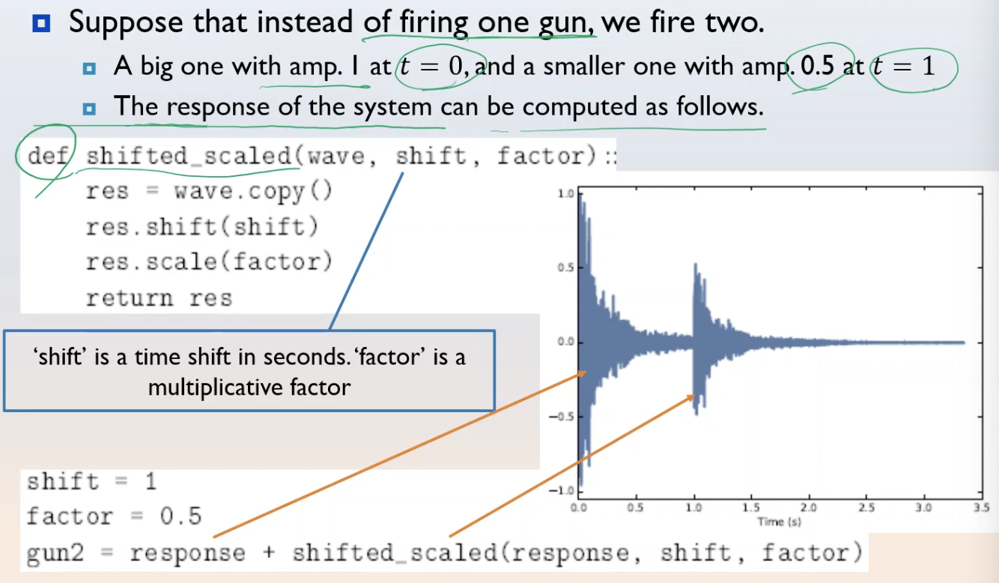 Suppose that instead of firing one gun, we fire two.
A big one with amp. 1 at t = 0, and a smaller one with amp. 0.5 at t = 1
The response of the system can be computed as follows.
def shifted_scaled(wave, shift, factor)::
res = wave.copy()
res.shift(shift)
res.scale(factor)
return res
‘shift’ is a time shift in seconds. ‘factor’ is a
multiplicative factor
1.0
0.5
0.0
−0.5
−1.0
0.0 0.5 1.0 1.5 2.0 2.5 3.0 3.5
Time (s)
shift = 1
factor = 0.5
gun2 = response + shifted_scaled(response, shift, factor)